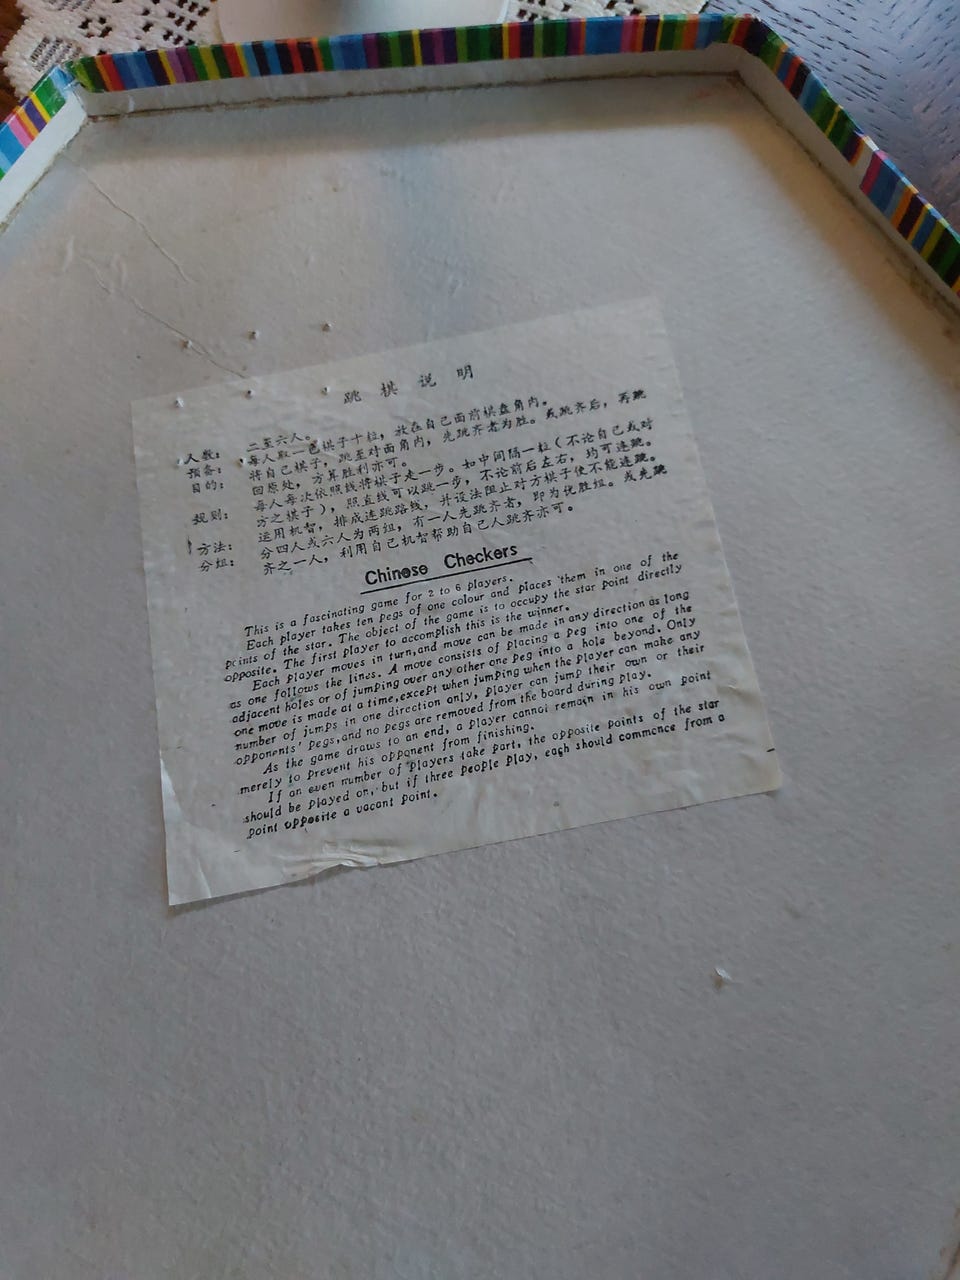 跳棋说明
人数： 二至六人。
预备： 每人取一色棋子十粒，放在自己面前棋盘角内。
目的： 将自己棋子，跳至对面角内，先跳齐者为胜。或跳齐后，再跳
回原处，方算胜利亦可。
规则： 每人每次依照线将棋子走一步。如中间隔一粒（不论自己或对
方之棋子），照直线可以跳一步，不论前后左右，均可连跳。
方法： 运用机智，排成连跳路线，并设法阻止对方棋子使不能连跳。
分组： 分四人或六人为两组，有一人先跳齐者，即为优胜组。或先跳
齐之一人，利用自己机智帮助自己人跳齐亦可。
Chinese Checkers
This is a fascinating game for 2 to 6 players.
Each player takes ten pegs of one colour and places them in one of the
points of the star. The object of the game is to occupy the star point directly
opposite. The first player to accomplish this is the winner.
Each player moves in turn,and move can be made in any direction as long
as one follows the lines. A move consists of placing a peg into one of the
adjacent holes or of jumping over any other one peg into a hole beyond. Only
one move is made at a time,except when jumping when the player can make any
number of jumps in one direction only, player can jump their own or their
opponents' pegs,and no pegs are removed from the board during play.
As the game draws to an end, a player cannot remain in his own point
merely to prevent his opponent from finishing.
If an even number of players take part, the opposite points of the star
should be played on, but if three people play, each should commence from a
point opposite a vacant point.